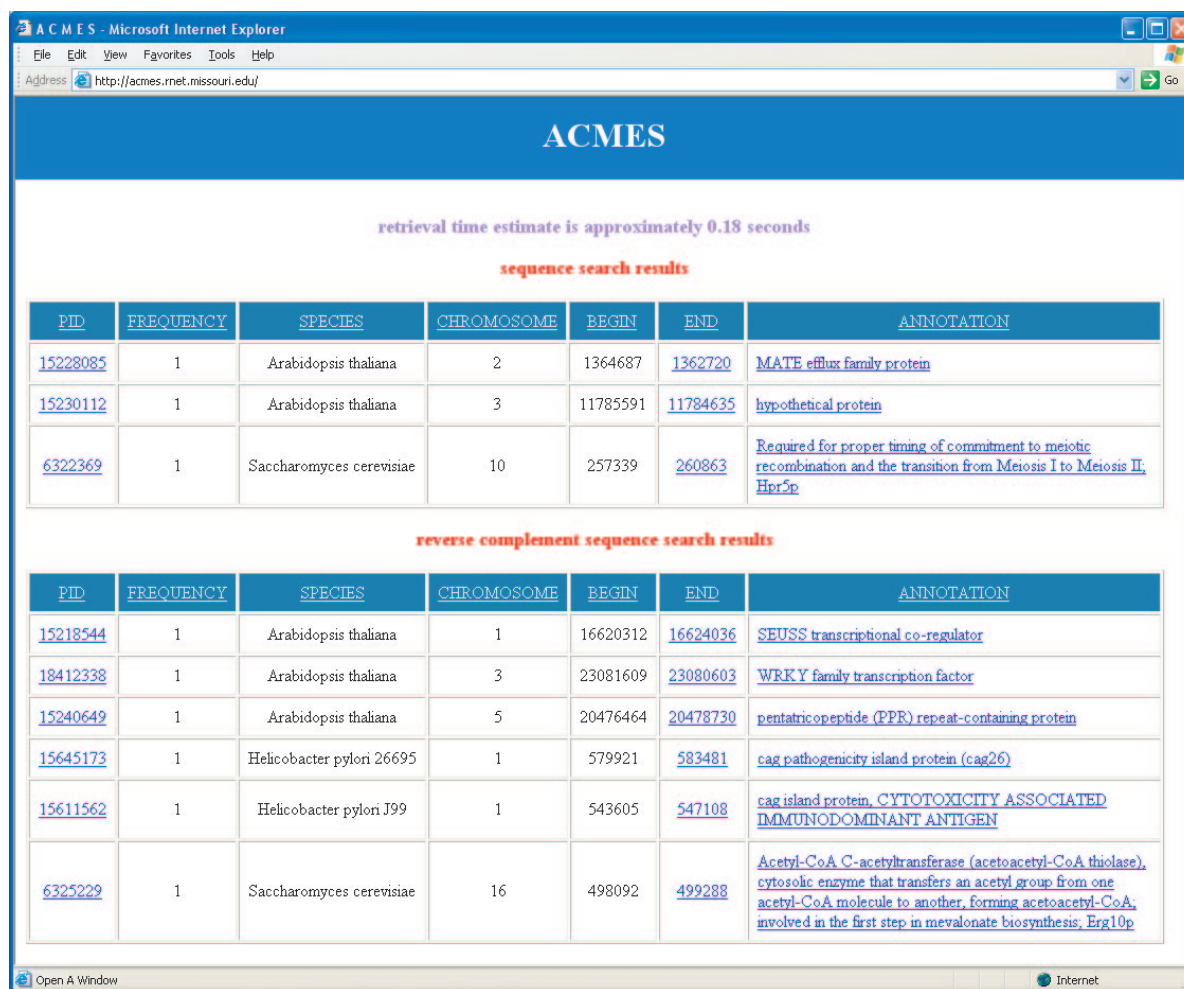 A C M E S - Microsoft Internet Explorer
File Edit View Favorites Tools Help
Address http://acmes.rnet.missouri.edu/ Go
ACMES
retrieval time estimate is approximately 0.18 seconds
sequence search results
PID FREQUENCY SPECIES CHROMOSOME BEGIN END ANNOTATION
15228085 1 Arabidopsis thaliana 2 1364687 1362720 MATE efflux family protein
15230112 1 Arabidopsis thaliana 3 11785591 11784635 hypothetical protein
Required for proper timing of commitment to meiotic
6322369 1 Saccharomyces cerevisiae 10 257339 260863 recombination and the transition from Meiosis I to Meiosis II;
Hpr5p
reverse complement sequence search results
PID FREQUENCY SPECIES CHROMOSOME BEGIN END ANNOTATION
15218544 1 Arabidopsis thaliana 1 16620312 16624036 SEUSS transcriptional co-regulator
18412338 1 Arabidopsis thaliana 3 23081609 23080603 WRKY family transcription factor
15240649 1 Arabidopsis thaliana 5 20476464 20478730 pentatricopeptide (PPR) repeat-containing protein
15645173 1 Helicobacter pylori 26695 1 579921 583481 cag pathogenicity island protein (cag26)
15611562 1 Helicobacter pylori J99 1 543605 547108 cag island protein, CYTOTOXICITY ASSOCIATED
IMMUNODOMINANT ANTIGEN
Acetyl-CoA C-acetyltransferase (acetoacetyl-CoA thiolase),
6325229 1 Saccharomyces cerevisiae 16 498092 499288 cytosolic enzyme that transfers an acetyl group from one
acetyl-CoA molecule to another, forming acetoacetyl-CoA;
involved in the first step in mevalonate biosynthesis; Erg10p
Open A Window Internet